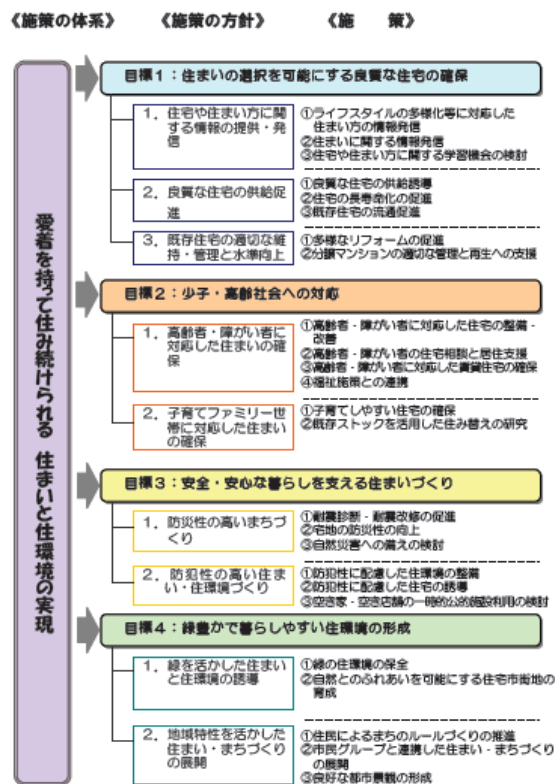 《施策の体系》 《施策の方針》 《施 策》
愛着を持って住み続けられる 住まいと住環境の実現
目標1：住まいの選択を可能にする良質な住宅の確保
1．住宅や住まい方に関
する情報の提供・発
信
①ライフスタイルの多様化等に対応した
住まい方の情報発信
②住まいに関する情報発信
③住宅や住まい方に関する学習機会の検討
2．良質な住宅の供給促
進
①良質な住宅の供給誘導
②住宅の長寿命化の促進
③既存住宅の流通促進
3．既存住宅の適切な維
持・管理と水準向上
①多様なリフォームの促進
②分譲マンションの適切な管理と再生への支援
目標2：少子・高齢社会への対応
1．高齢者・障がい者に
対応した住まいの確
保
①高齢者・障がい者に対応した住宅の整備・
改善
②高齢者・障がい者の住宅相談と居住支援
③高齢者・障がい者に対応した賃貸住宅の確保
④福祉施策との連携
2．子育てファミリー世
帯に対応した住まい
の確保
①子育てしやすい住宅の確保
②既存ストックを活用した住み替えの研究
目標3：安全・安心な暮らしを支える住まいづくり
1．防災性の高いまちづ
くり
①耐震診断・耐震改修の促進
②宅地の防災性の向上
③自然災害への備えの検討
2．防犯性の高い住ま
い・住環境づくり
①防犯性に配慮した住環境の整備
②防犯性に配慮した住宅の誘導
③空き家・空き店舗の一時的公的施設利用の検討
目標4：緑豊かで暮らしやすい住環境の形成
1．緑を活かした住まい
と住環境の誘導
①緑の住環境の保全
②自然とのふれあいを可能にする住宅市街地の
育成
2．地域特性を活かした
住まい・まちづくり
の展開
①住民によるまちのルールづくりの推進
②市民グループと連携した住まい・まちづくり
の展開
③良好な都市景観の形成